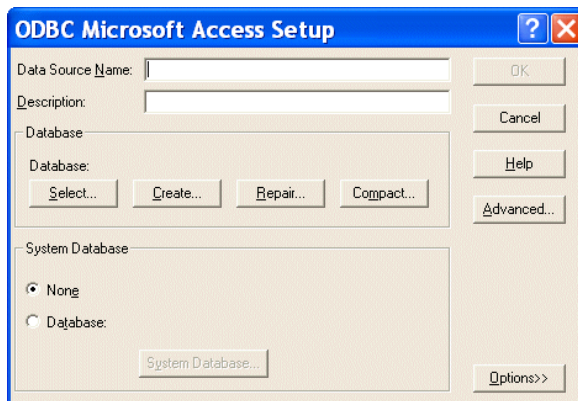 ODBC Microsoft Access Setup
Data Source Name:
OK
Description:
Cancel
Database
Database:
Help
Select...
Create...
Repair...
Compact...
Advanced...
System Database
None
Database:
System Database...
Options>>